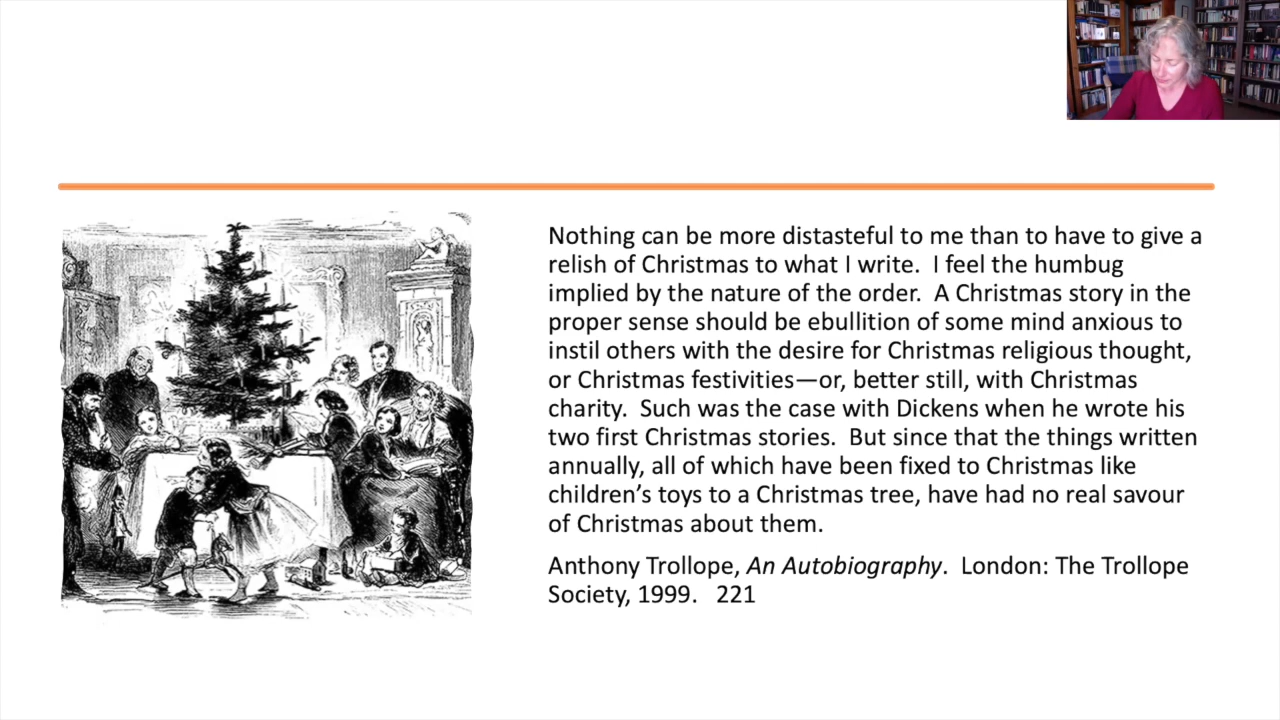 Nothing can be more distasteful to me than to have to give a
relish of Christmas to what I write.  I feel the humbug
implied by the nature of the order.  A Christmas story in the
proper sense should be ebullition of some mind anxious to
instil others with the desire for Christmas religious thought,
or Christmas festivities—or, better still, with Christmas
charity.  Such was the case with Dickens when he wrote his
two first Christmas stories.  But since that the things written
annually, all of which have been fixed to Christmas like
children’s toys to a Christmas tree, have had no real savour
of Christmas about them.
Anthony Trollope, An Autobiography.  London: The Trollope
Society, 1999.   221